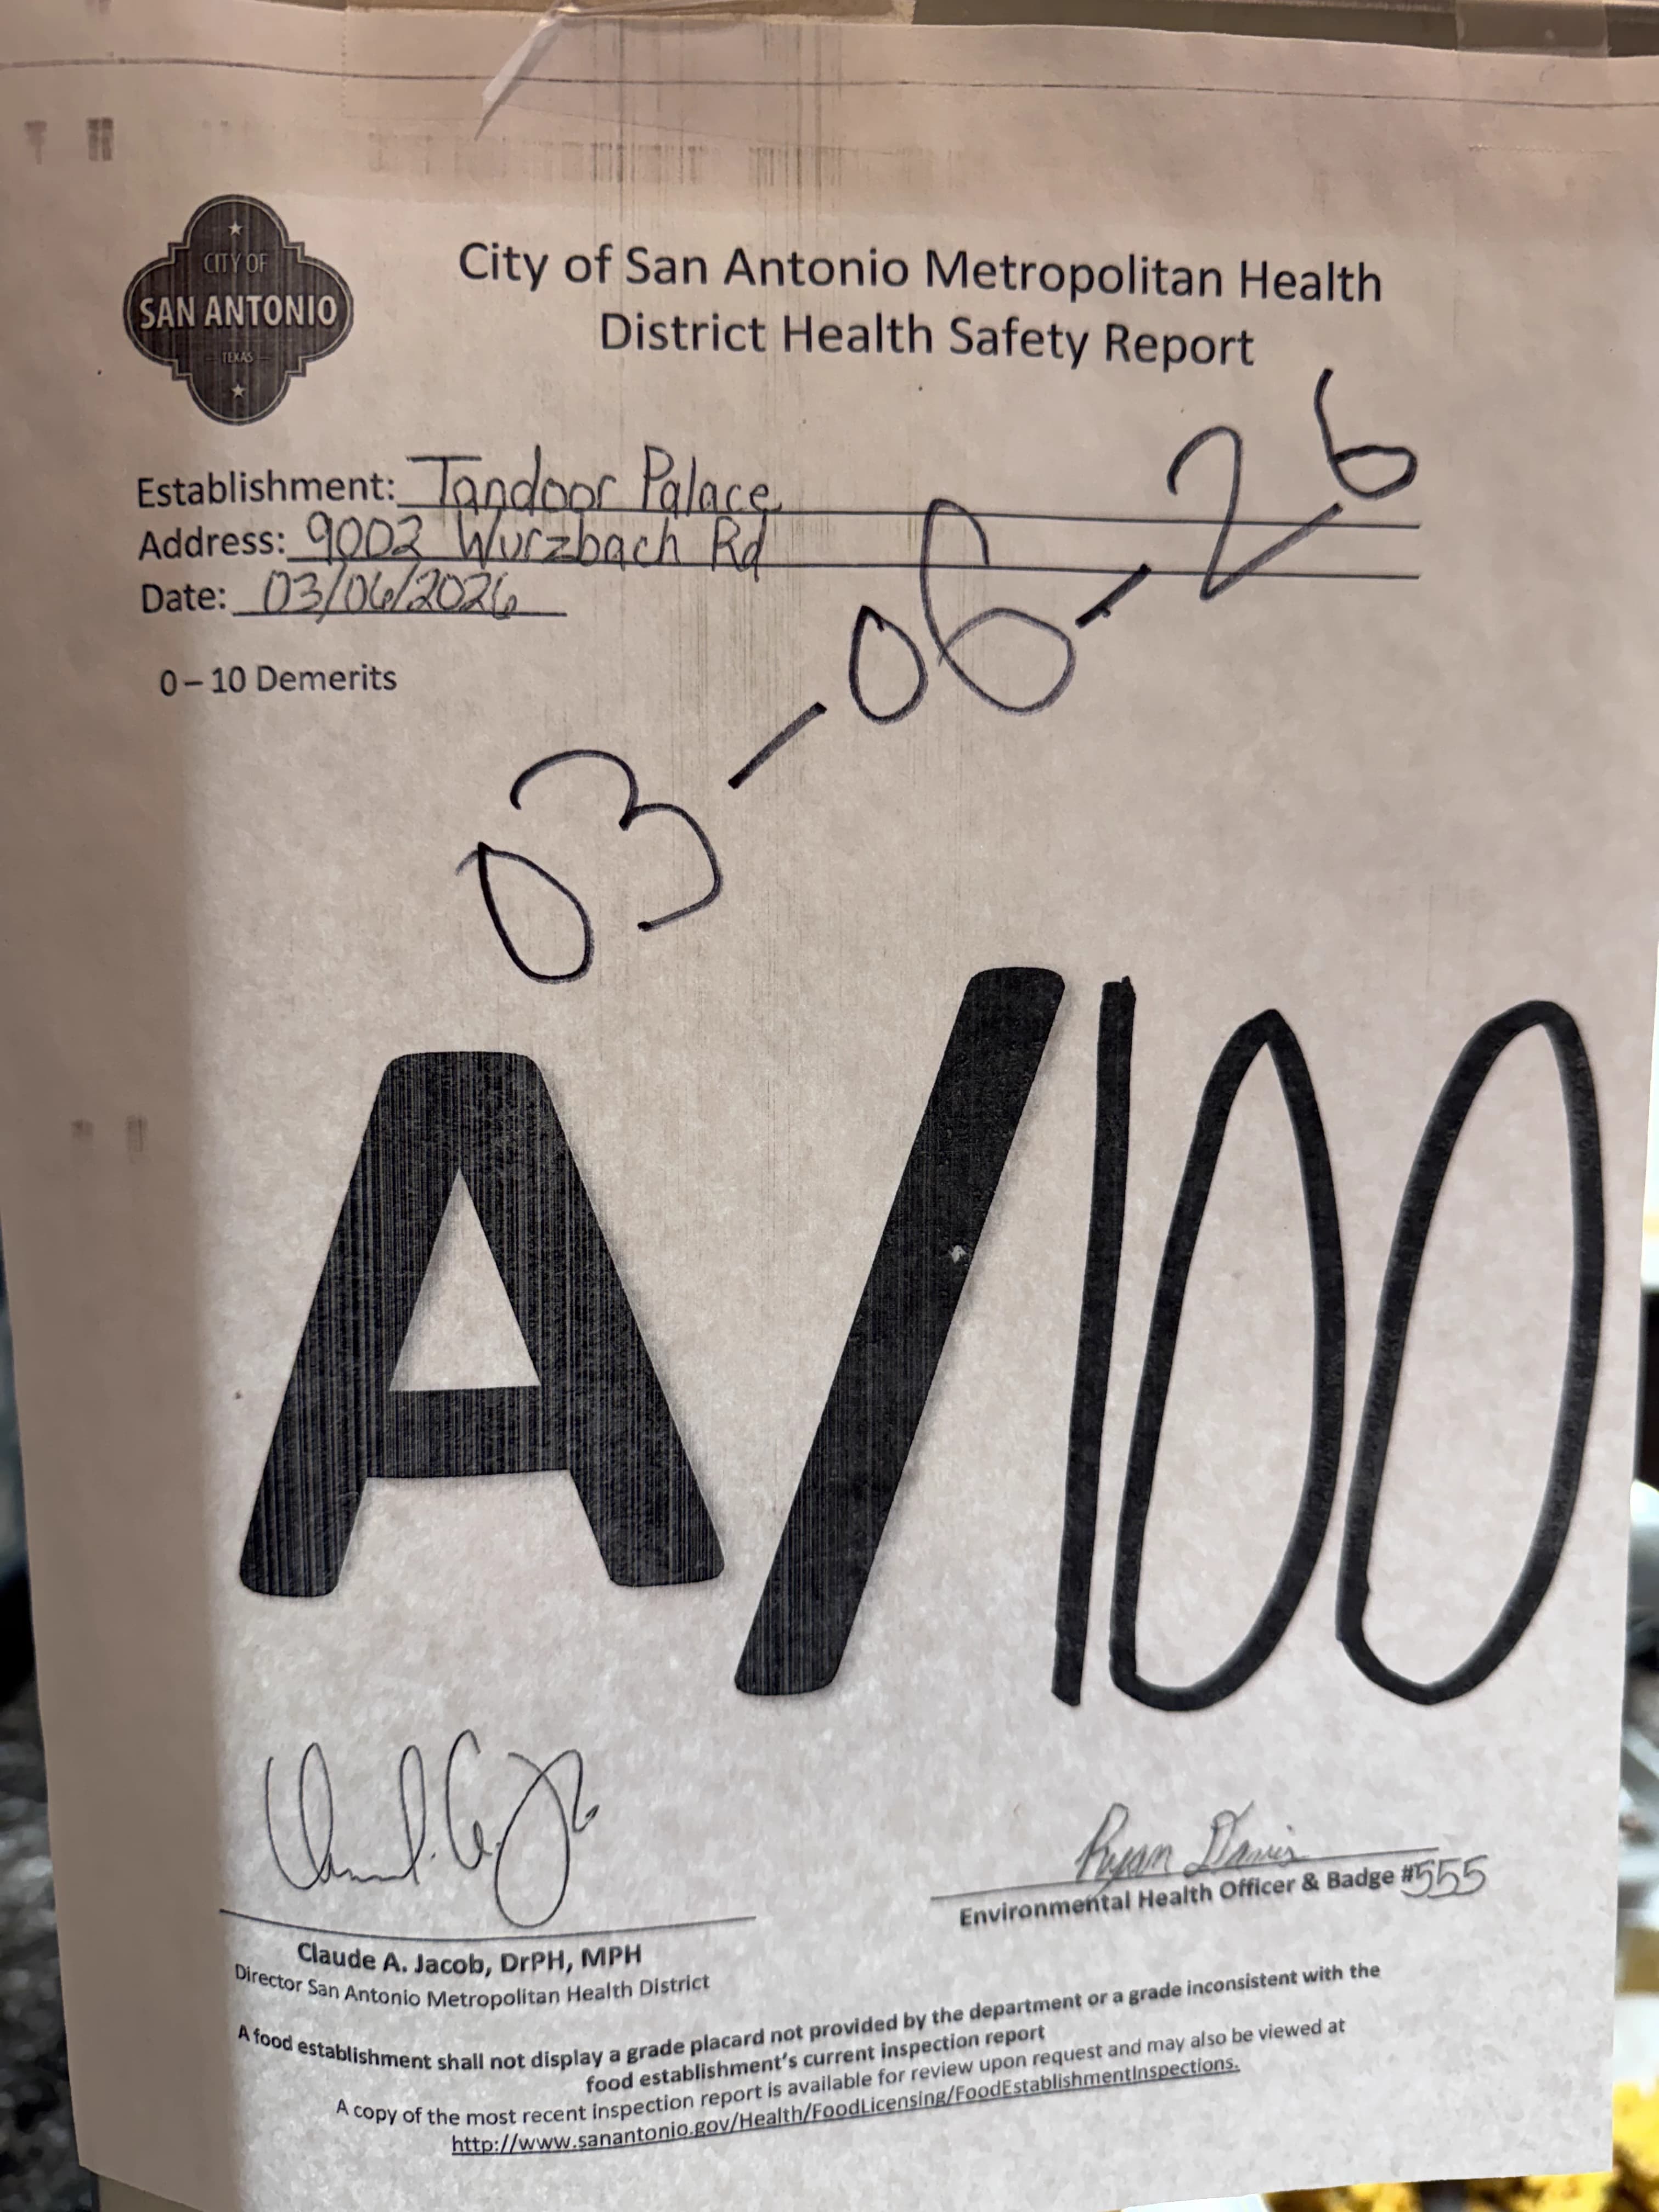 CITY OF
SAN ANTONIO
TEXAS
City of San Antonio Metropolitan Health
District Health Safety Report
Establishment: Tandoor Palace
Address: 9002 Wurzbach Rd
Date: 03/06/2026
0 – 10 Demerits
03-06-26
A/100
Ryan Davis
Environmental Health Officer & Badge #555
Claude A. Jacob, DrPH, MPH
Director San Antonio Metropolitan Health District
A food establishment shall not display a grade placard not provided by the department or a grade inconsistent with the
food establishment's current inspection report
A copy of the most recent inspection report is available for review upon request and may also be viewed at
http://www.sanantonio.gov/Health/FoodLicensing/FoodEstablishmentInspections.